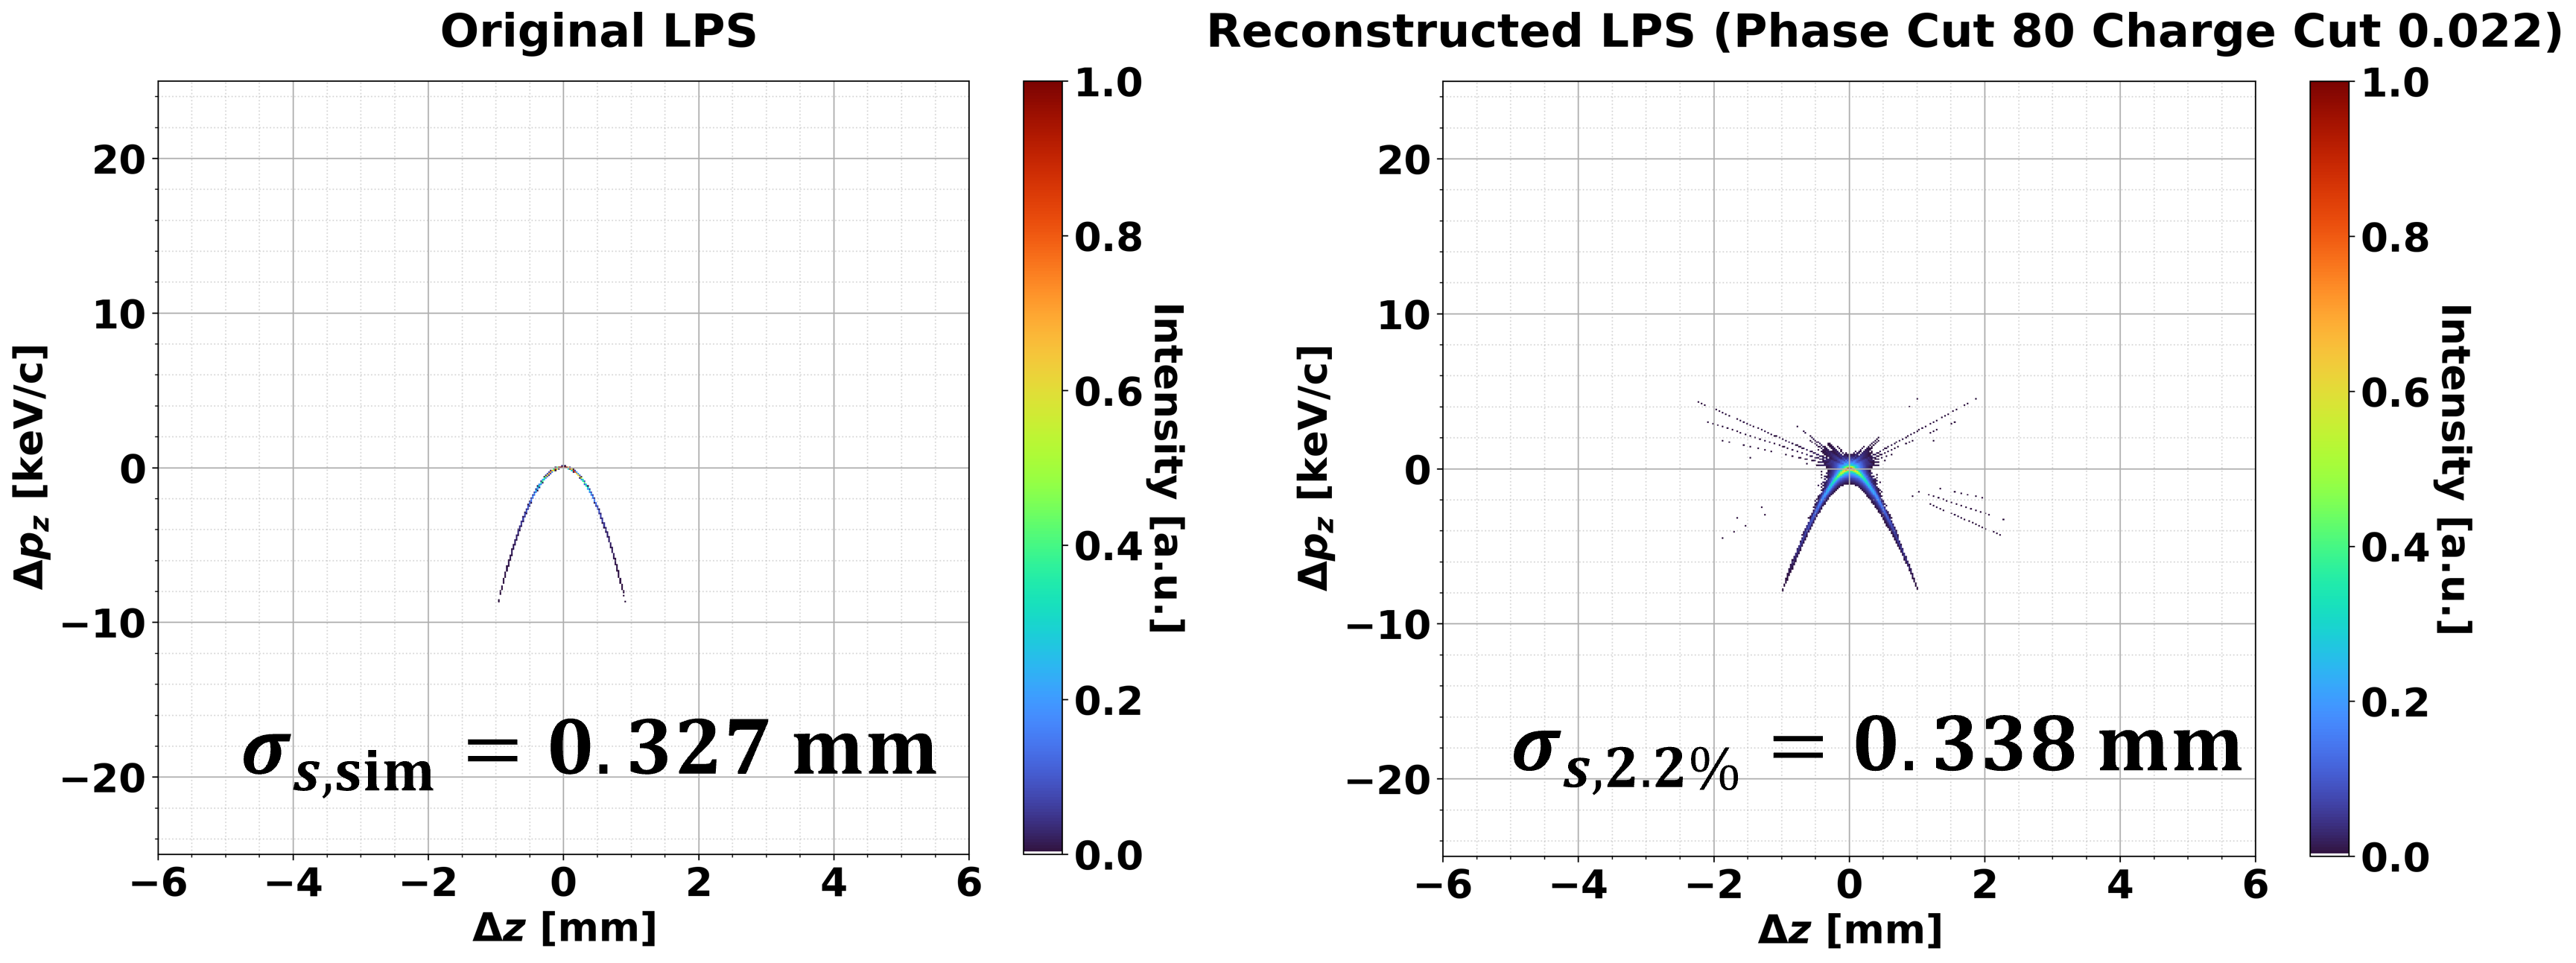 Original LPS
Δp_z [keV/c]
20
10
0
−10
−20
−6 −4 −2 0 2 4 6
Δz [mm]
σ_{s,sim} = 0.327 mm
1.0
0.8
0.6
0.4
0.2
0.0
Intensity [a.u.]
Reconstructed LPS (Phase Cut 80 Charge Cut 0.022)
Δp_z [keV/c]
20
10
0
−10
−20
−6 −4 −2 0 2 4 6
Δz [mm]
σ_{s,2.2%} = 0.338 mm
1.0
0.8
0.6
0.4
0.2
0.0
Intensity [a.u.]